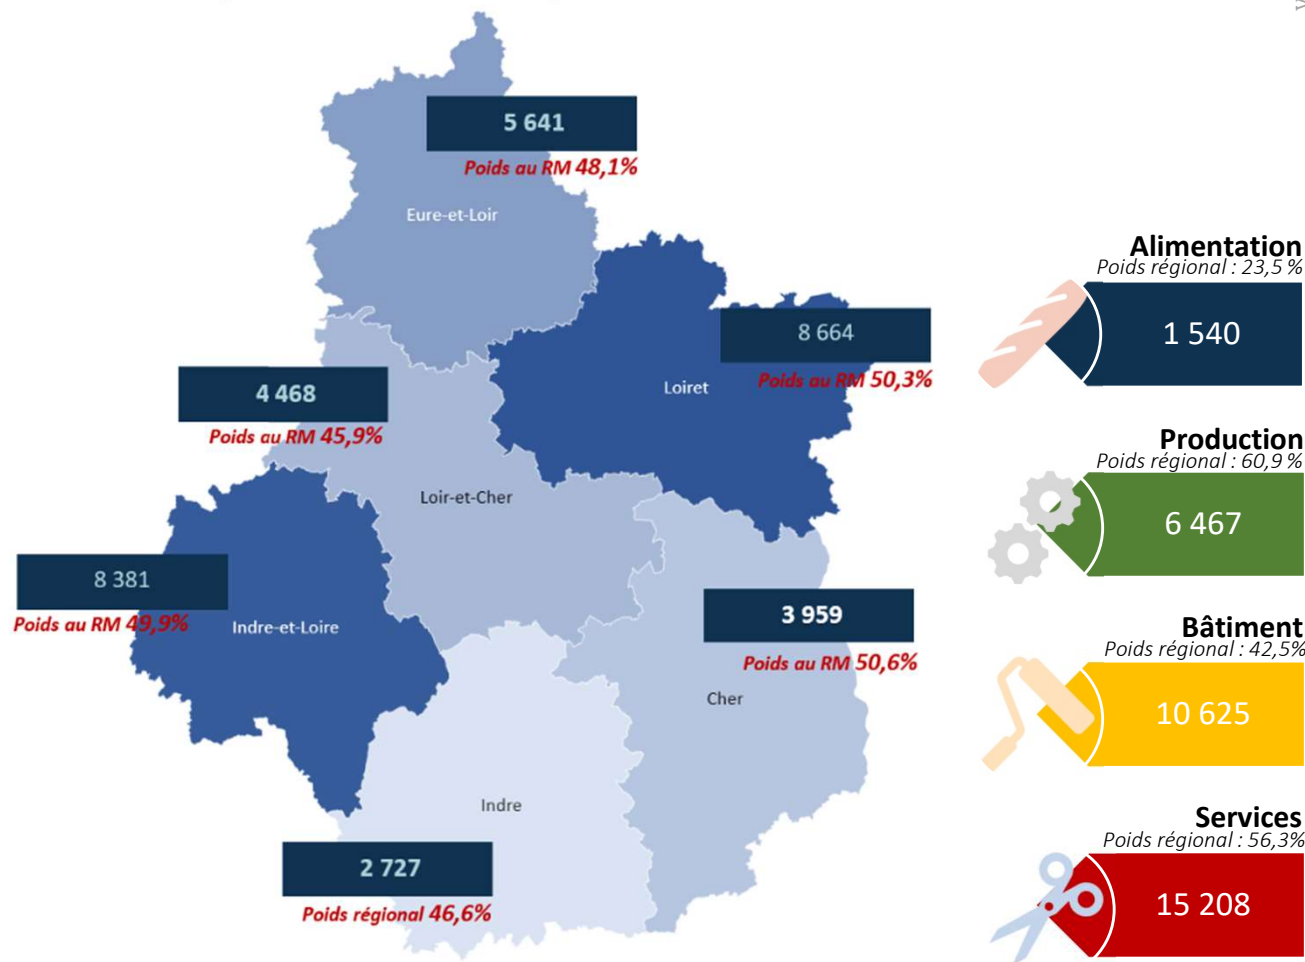 5 641
Poids au RM 48,1%
Eure-et-Loir
8 664
Poids au RM 50,3%
Loiret
4 468
Poids au RM 45,9%
Loir-et-Cher
8 381
Poids au RM 49,9%
Indre-et-Loire
3 959
Poids au RM 50,6%
Cher
Indre
2 727
Poids régional 46,6%
Alimentation
Poids régional : 23,5 %
1 540
Production
Poids régional : 60,9 %
6 467
Bâtiment
Poids régional : 42,5%
10 625
Services
Poids régional : 56,3%
15 208